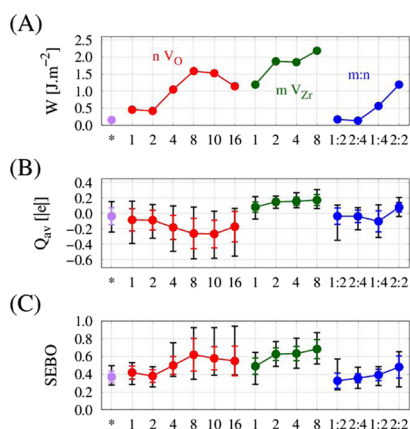 (A)
W [J.m⁻²]
2.5
2.0
1.5
1.0
0.5
0.0
n V_O
m V_Zr
m:n
* 1 2 4 8 10 16 1 2 4 8 1:2 2:4 1:4 2:2
(B)
Q_av [|e|]
0.4
0.2
0.0
−0.2
−0.4
−0.6
* 1 2 4 8 10 16 1 2 4 8 1:2 2:4 1:4 2:2
(C)
SEBO
1.0
0.8
0.6
0.4
0.2
0.0
* 1 2 4 8 10 16 1 2 4 8 1:2 2:4 1:4 2:2